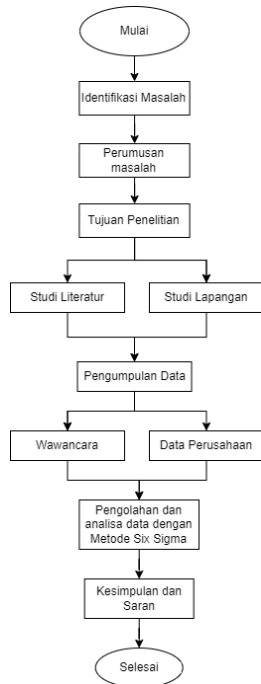 Mulai
Identifikasi Masalah
Perumusan
masalah
Tujuan Penelitian
Studi Literatur
Studi Lapangan
Pengumpulan Data
Wawancara
Data Perusahaan
Pengolahan dan
analisa data dengan
Metode Six Sigma
Kesimpulan dan
Saran
Selesai